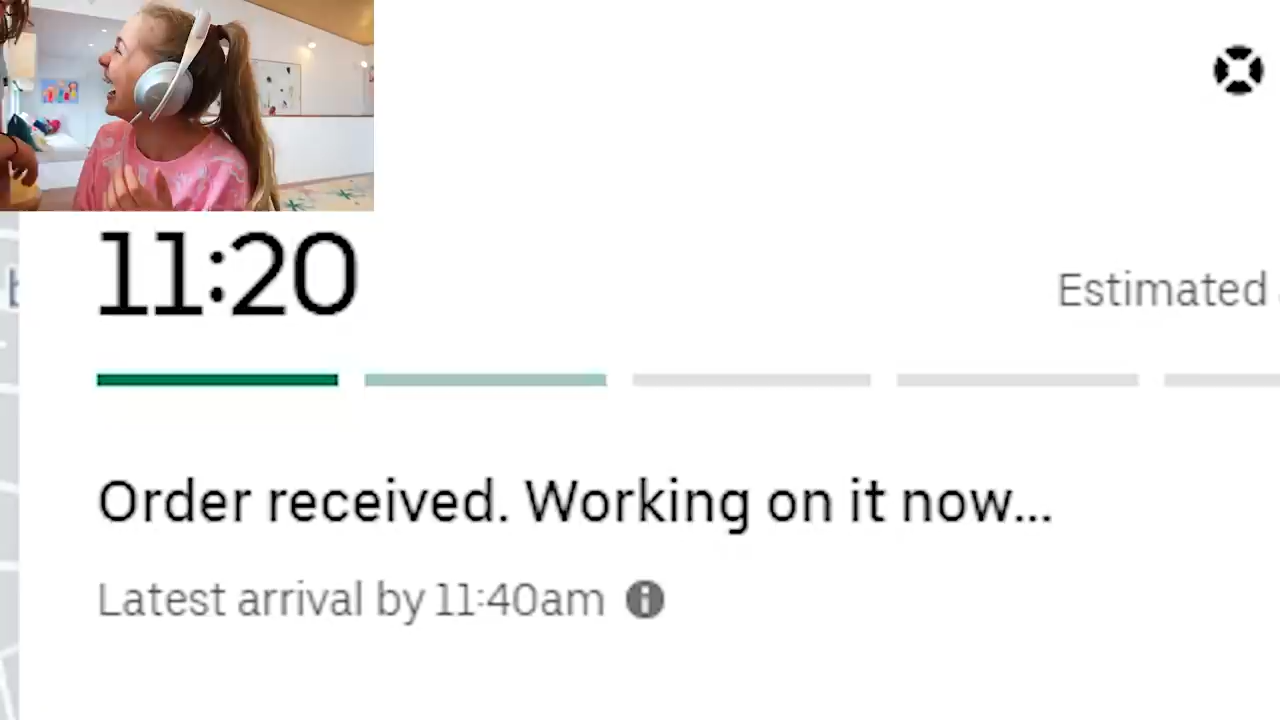 11:20
Estimated
Order received. Working on it now...
Latest arrival by 11:40am